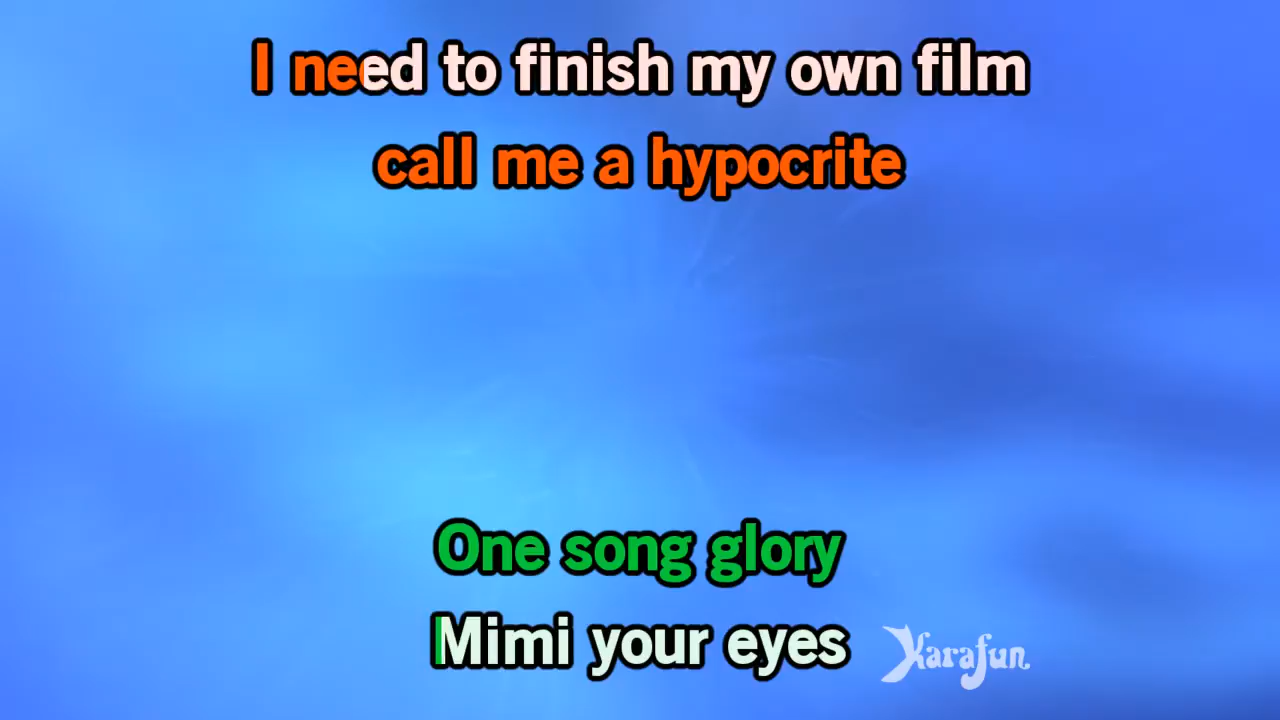 I need to finish my own film
call me a hypocrite
One song glory
Mimi your eyes
Karafun